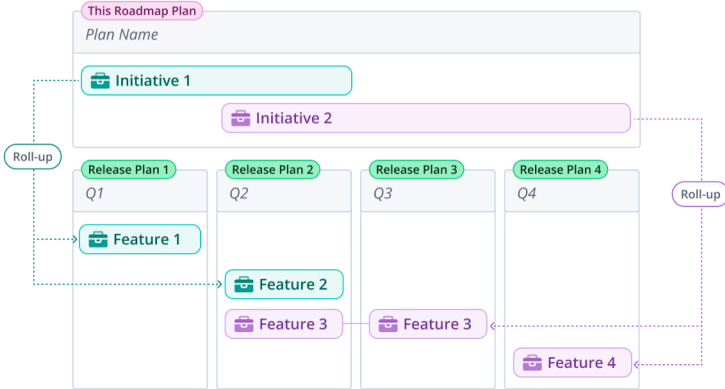 This Roadmap Plan
Plan Name
Initiative 1
Initiative 2
Roll-up
Release Plan 1
Release Plan 2
Release Plan 3
Release Plan 4
Q1
Q2
Q3
Q4
Roll-up
Feature 1
Feature 2
Feature 3
Feature 3
Feature 4